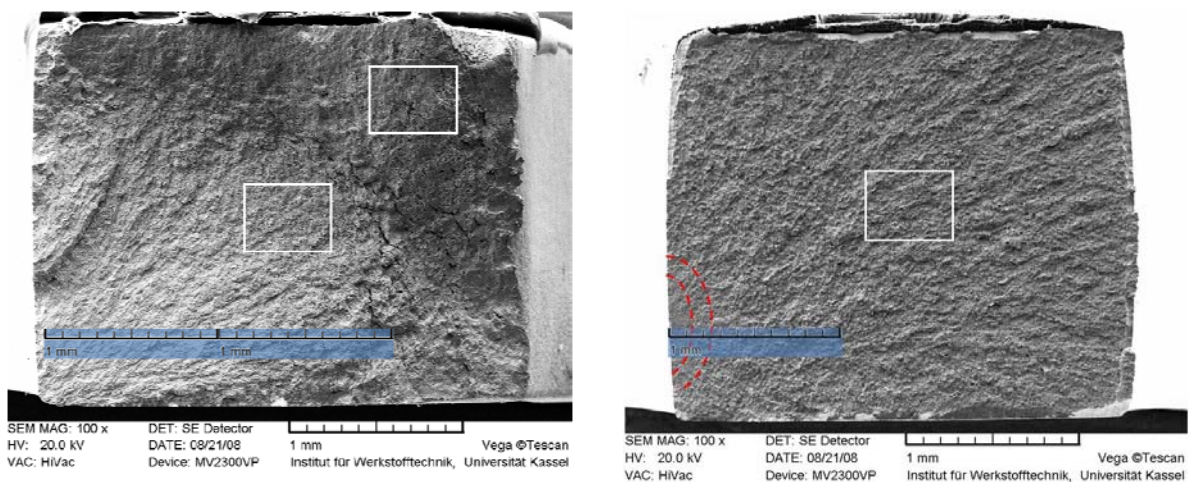 1 mm 1 mm
SEM MAG: 100 x DET: SE Detector
HV: 20.0 kV DATE: 08/21/08 1 mm Vega ©Tescan
VAC: HiVac Device: MV2300VP Institut für Werkstofftechnik, Universität Kassel
1 mm
SEM MAG: 100 x DET: SE Detector
HV: 20.0 kV DATE: 08/21/08 1 mm Vega ©Tescan
VAC: HiVac Device: MV2300VP Institut für Werkstofftechnik, Universität Kassel